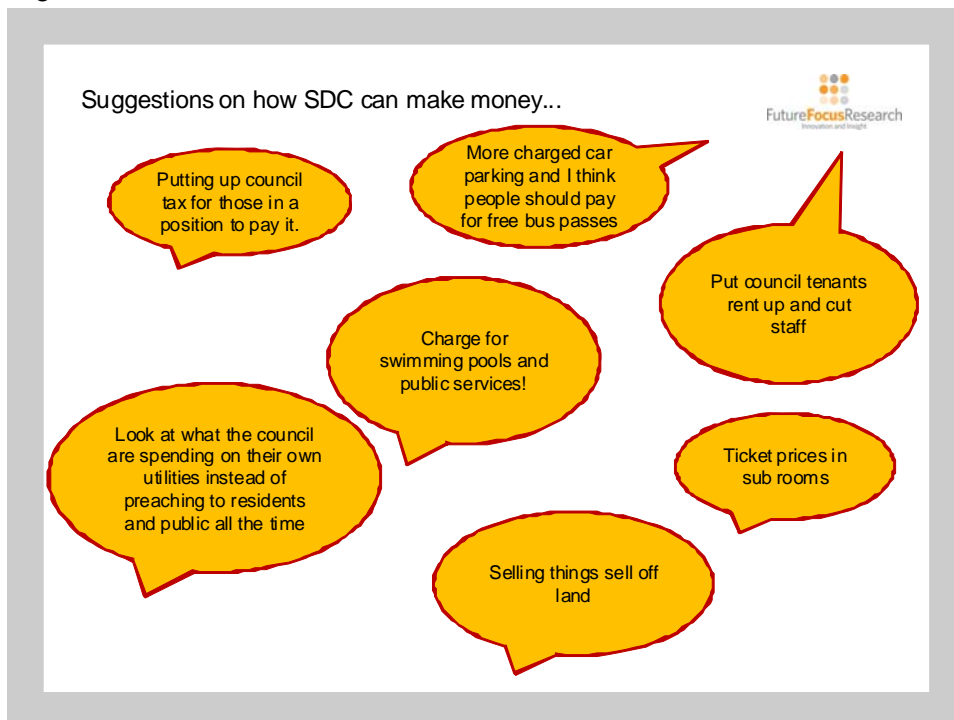 Suggestions on how SDC can make money...
FutureFocusResearch
Innovation and Insight
Putting up council
tax for those in a
position to pay it.
More charged car
parking and I think
people should pay
for free bus passes
Put council tenants
rent up and cut
staff
Charge for
swimming pools and
public services!
Look at what the council
are spending on their own
utilities instead of
preaching to residents
and public all the time
Ticket prices in
sub rooms
Selling things sell off
land